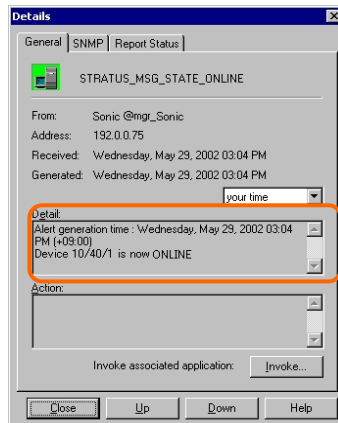 Details
General SNMP Report Status
STRATUS_MSG_STATE_ONLINE
From: Sonic @mgr_Sonic
Address: 192.0.0.75
Received: Wednesday, May 29, 2002 03:04 PM
Generated: Wednesday, May 29, 2002 03:04 PM
your time
Detail:
Alert generation time : Wednesday, May 29, 2002 03:04
PM (+09:00)
Device 10/40/1 is now ONLINE
Action:
Invoke associated application: Invoke...
Close Up Down Help